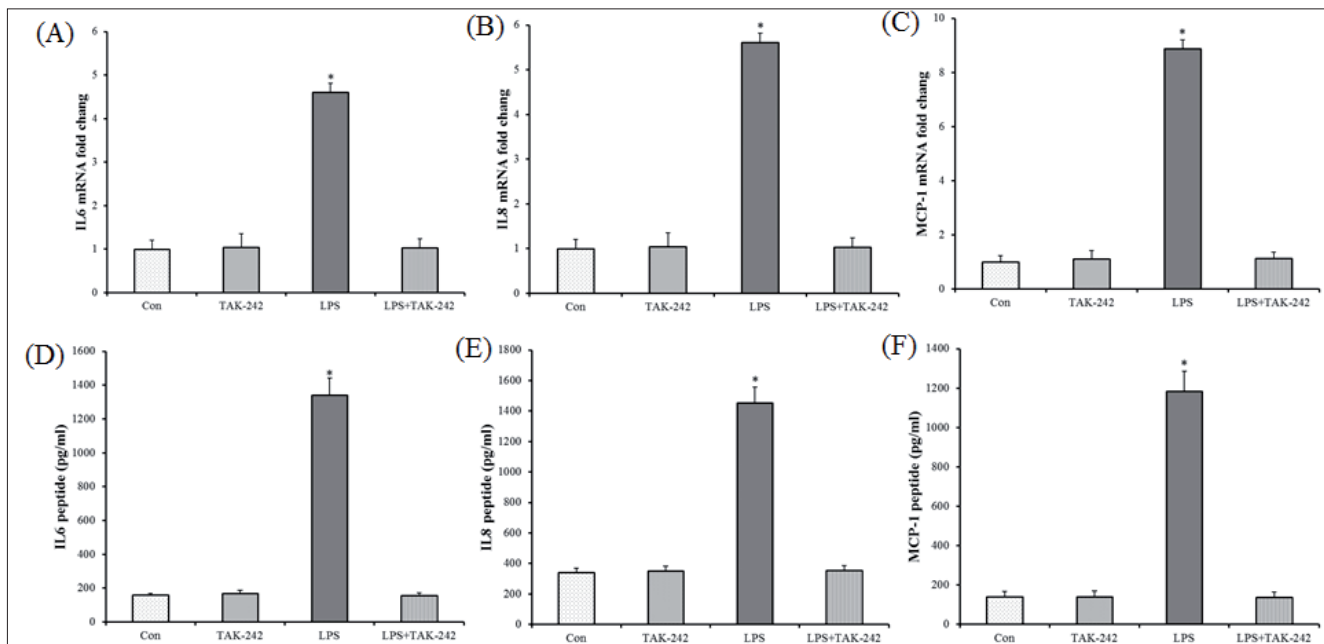 (A)
IL6 mRNA fold chang
6
5
4
3
2
1
0
*
Con TAK-242 LPS LPS+TAK-242
(B)
IL8 mRNA fold chang
6
5
4
3
2
1
0
*
Con TAK-242 LPS LPS+TAK-242
(C)
MCP-1 mRNA fold chang
10
8
6
4
2
0
*
Con TAK-242 LPS LPS+TAK-242
(D)
IL6 peptide (pg/ml)
1600
1400
1200
1000
800
600
400
200
0
*
Con TAK-242 LPS LPS+TAK-242
(E)
IL8 peptide (pg/ml)
1800
1600
1400
1200
1000
800
600
400
200
0
*
Con TAK-242 LPS LPS+TAK-242
(F)
MCP-1 peptide (pg/ml)
1400
1200
1000
800
600
400
200
0
*
Con TAK-242 LPS LPS+TAK-242